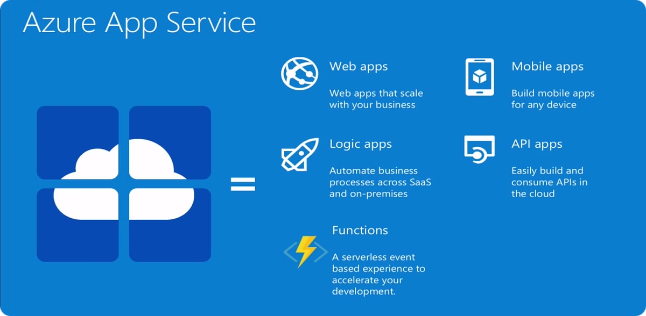 Azure App Service
Web apps
Web apps that scale
with your business
Mobile apps
Build mobile apps
for any device
Logic apps
Automate business
processes across SaaS
and on-premises
API apps
Easily build and
consume APIs in
the cloud
=
Functions
A serverless event
based experience to
accelerate your
development.